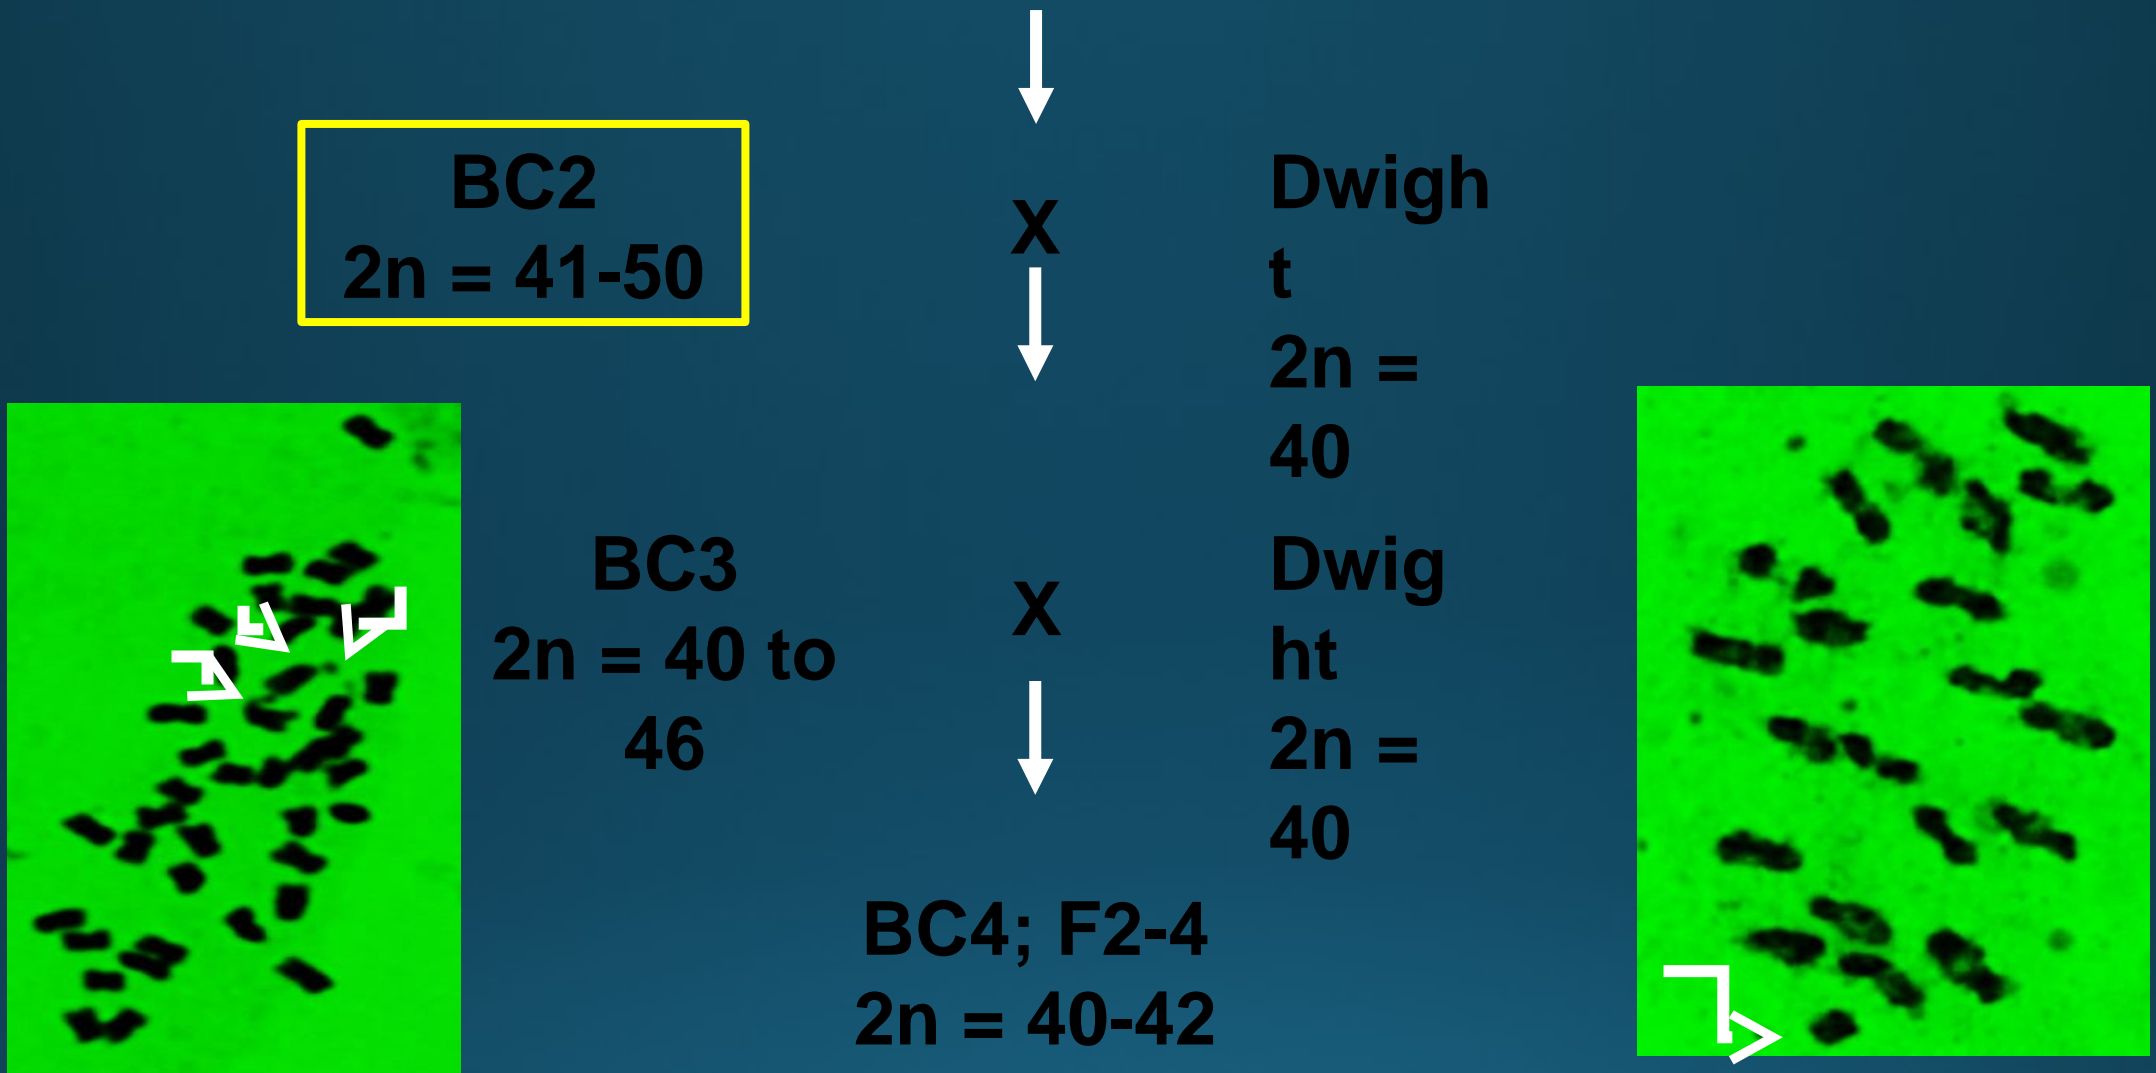 BC2
2n = 41-50
X
Dwigh
t
2n =
40
BC3
2n = 40 to
46
X
Dwig
ht
2n =
40
BC4; F2-4
2n = 40-42